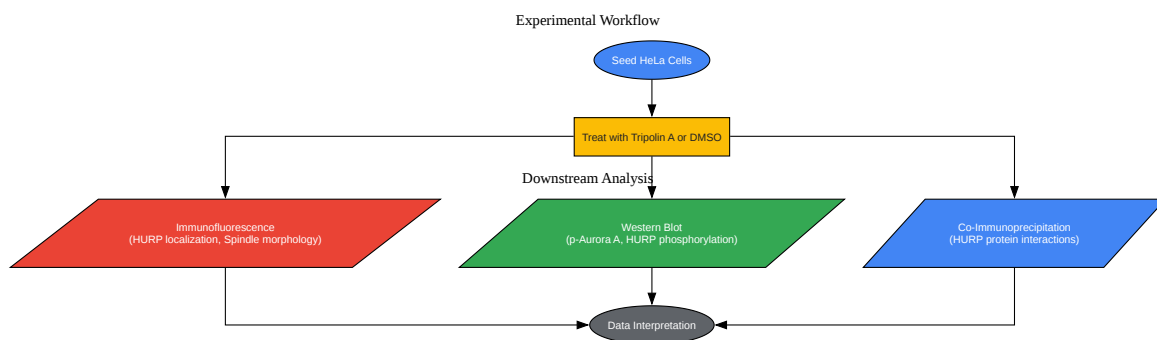 Experimental Workflow
Seed HeLa Cells
Treat with Tripolin A or DMSO
Downstream Analysis
Immunofluorescence
(HURP localization, Spindle morphology)
Western Blot
(p-Aurora A, HURP phosphorylation)
Co-Immunoprecipitation
(HURP protein interactions)
Data Interpretation